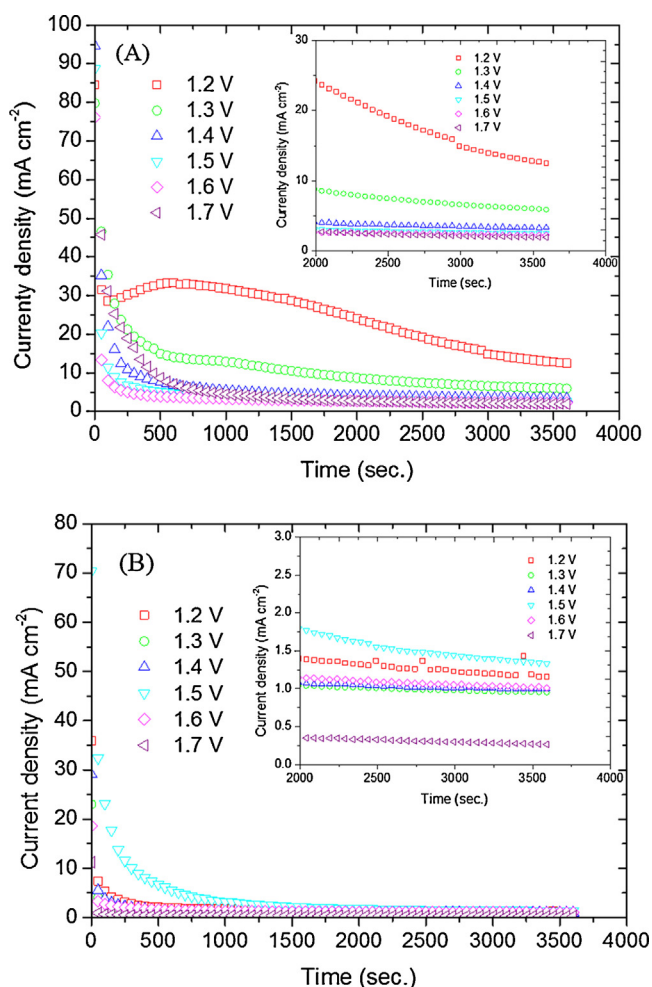 (A)
100
90
80
70
60
50
40
30
20
10
0
Currenty density (mA cm⁻²)
1.2 V
1.3 V
1.4 V
1.5 V
1.6 V
1.7 V
0 500 1000 1500 2000 2500 3000 3500 4000
Time (sec.)
30
20
10
0
Currenty density (mA cm⁻²)
1.2 V
1.3 V
1.4 V
1.5 V
1.6 V
1.7 V
2000 2500 3000 3500 4000
Time (sec.)
(B)
80
70
60
50
40
30
20
10
0
Current density (mA cm⁻²)
1.2 V
1.3 V
1.4 V
1.5 V
1.6 V
1.7 V
0 500 1000 1500 2000 2500 3000 3500 4000
Time (sec.)
3.0
2.5
2.0
1.5
1.0
0.5
0.0
Current density (mA cm⁻²)
1.2 V
1.3 V
1.4 V
1.5 V
1.6 V
1.7 V
2000 2500 3000 3500 4000
Time (sec.)